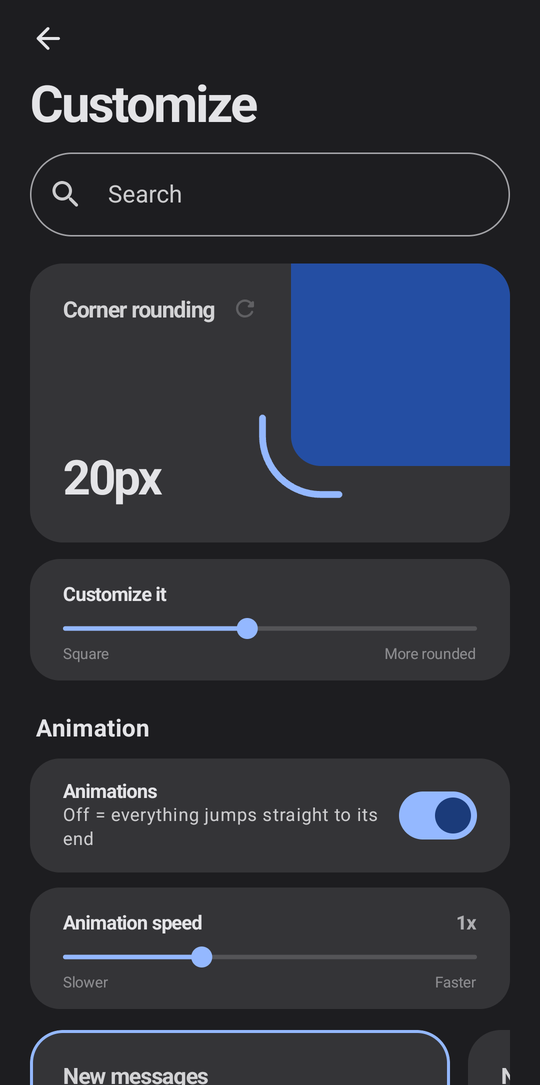 Customize
Search
Corner rounding
20px
Customize it
Square
More rounded
Animation
Animations
Off = everything jumps straight to its
end
Animation speed
1x
Slower
Faster
New messages